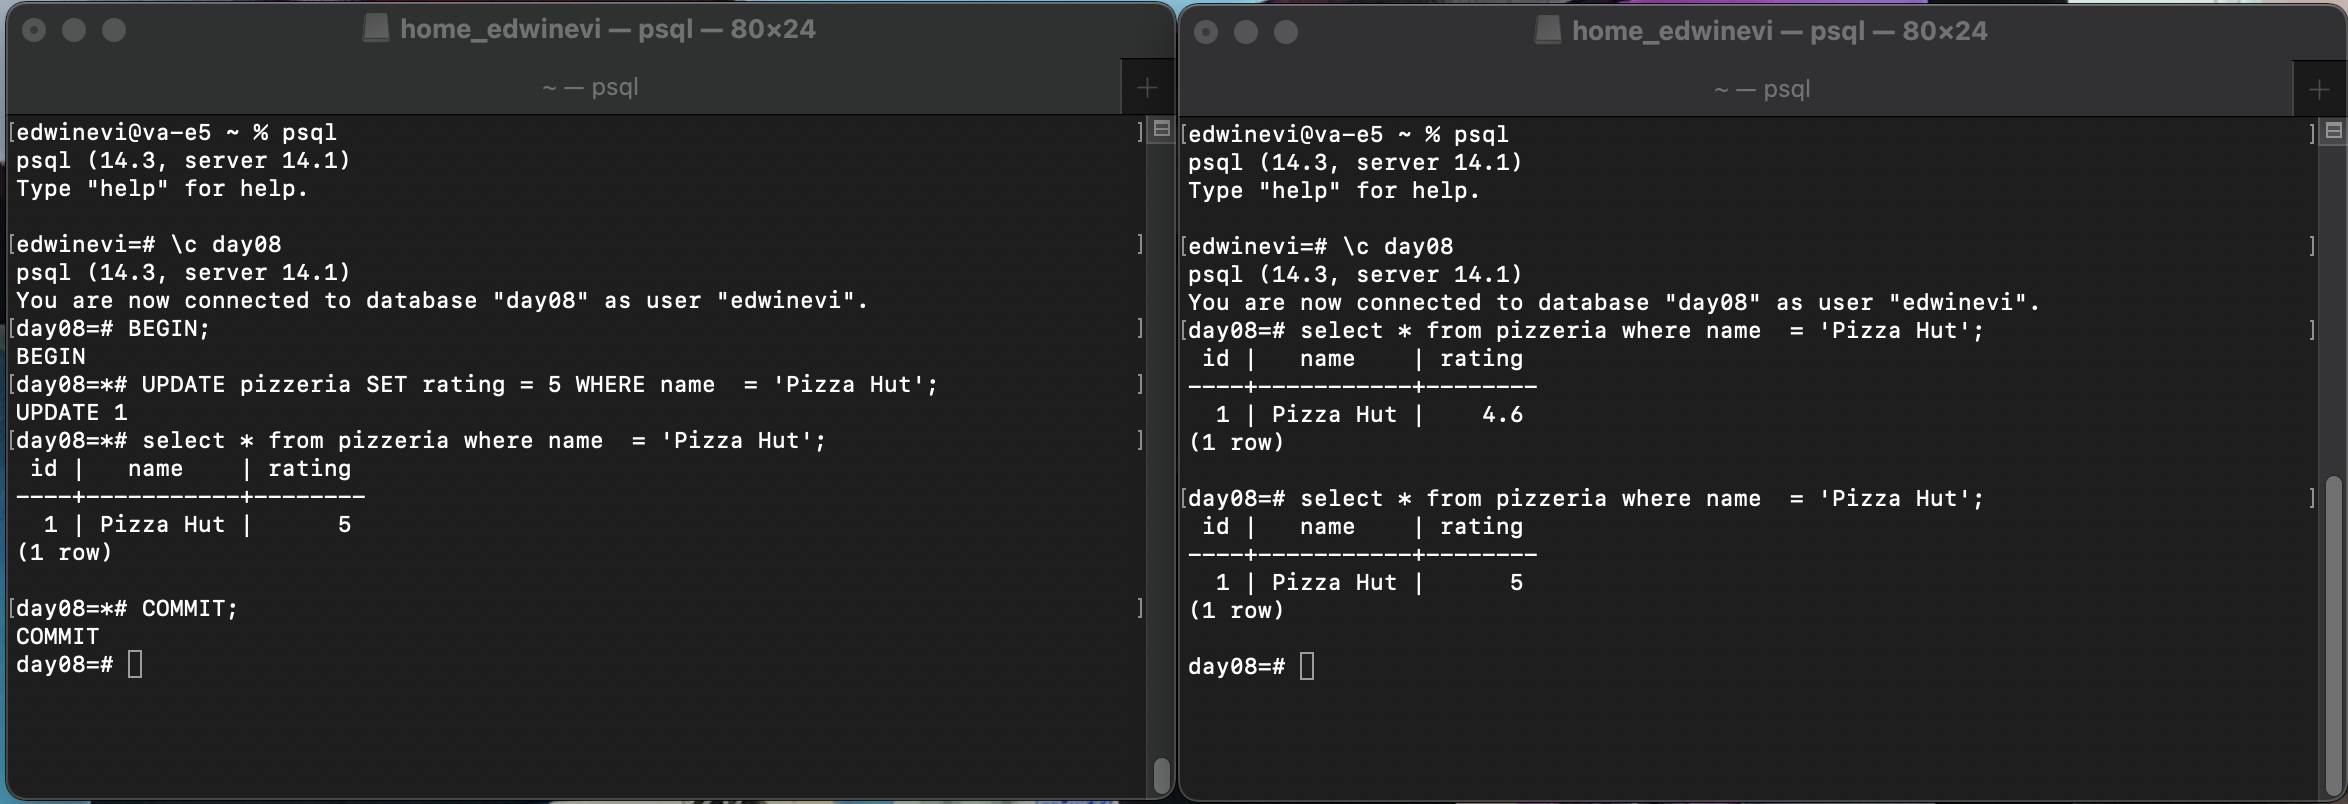 home_edwinevi — psql — 80×24
~ — psql
[edwinevi@va-e5 ~ % psql ]
psql (14.3, server 14.1)
Type "help" for help.
[edwinevi=# \c day08 ]
psql (14.3, server 14.1)
You are now connected to database "day08" as user "edwinevi".
[day08=# BEGIN; ]
BEGIN
[day08=*# UPDATE pizzeria SET rating = 5 WHERE name  = 'Pizza Hut'; ]
UPDATE 1
[day08=*# select * from pizzeria where name  = 'Pizza Hut'; ]
 id |   name    | rating
----+-----------+--------
  1 | Pizza Hut |      5
(1 row)
[day08=*# COMMIT; ]
COMMIT
day08=#
home_edwinevi — psql — 80×24
~ — psql
[edwinevi@va-e5 ~ % psql ]
psql (14.3, server 14.1)
Type "help" for help.
[edwinevi=# \c day08 ]
psql (14.3, server 14.1)
You are now connected to database "day08" as user "edwinevi".
[day08=# select * from pizzeria where name  = 'Pizza Hut'; ]
 id |   name    | rating
----+-----------+--------
  1 | Pizza Hut |    4.6
(1 row)
[day08=# select * from pizzeria where name  = 'Pizza Hut'; ]
 id |   name    | rating
----+-----------+--------
  1 | Pizza Hut |      5
(1 row)
day08=#